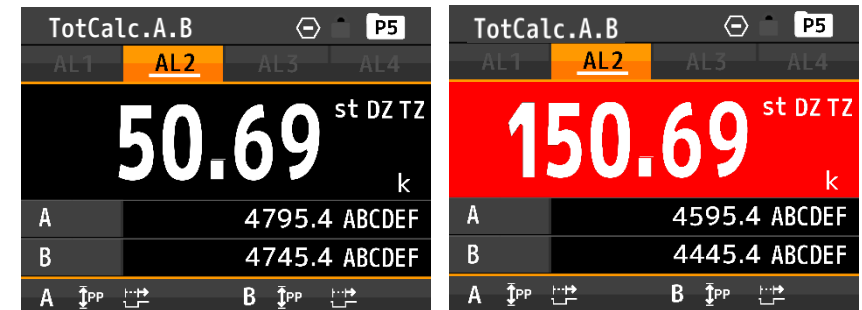 TotCalc.A.B P5
AL1 AL2 AL3 AL4
50.69 st DZ TZ
k
A 4795.4 ABCDEF
B 4745.4 ABCDEF
A PP B PP
TotCalc.A.B P5
AL1 AL2 AL3 AL4
150.69 st DZ TZ
k
A 4595.4 ABCDEF
B 4445.4 ABCDEF
A PP B PP